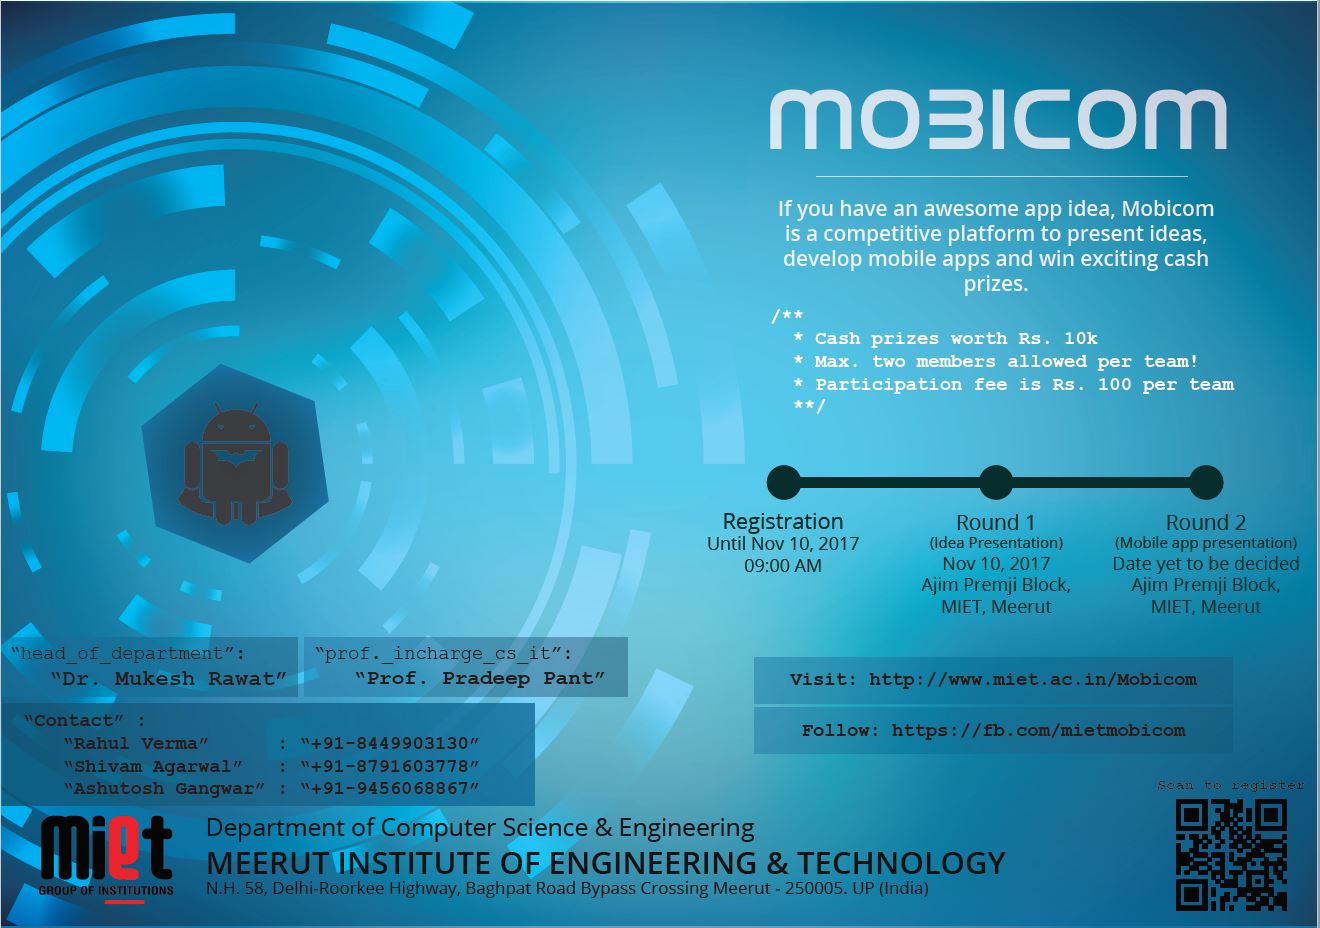 MOBICOM
If you have an awesome app idea, Mobicom
is a competitive platform to present ideas,
develop mobile apps and win exciting cash
prizes.
/**
* Cash prizes worth Rs. 10k
* Max. two members allowed per team!
* Participation fee is Rs. 100 per team
**/
Registration
Until Nov 10, 2017
09:00 AM
Round 1
(Idea Presentation)
Nov 10, 2017
Ajim Premji Block,
MIET, Meerut
Round 2
(Mobile app presentation)
Date yet to be decided
Ajim Premji Block,
MIET, Meerut
“head_of_department”:
“Dr. Mukesh Rawat”
“prof._incharge_cs_it”:
“Prof. Pradeep Pant”
“Contact” :
“Rahul Verma” : “+91-8449903130”
“Shivam Agarwal” : “+91-8791603778”
“Ashutosh Gangwar” : “+91-9456068867”
Visit: http://www.miet.ac.in/Mobicom
Follow: https://fb.com/mietmobicom
Scan to register
miet
GROUP OF INSTITUTIONS
Department of Computer Science & Engineering
MEERUT INSTITUTE OF ENGINEERING & TECHNOLOGY
N.H. 58, Delhi-Roorkee Highway, Baghpat Road Bypass Crossing Meerut - 250005. UP (India)